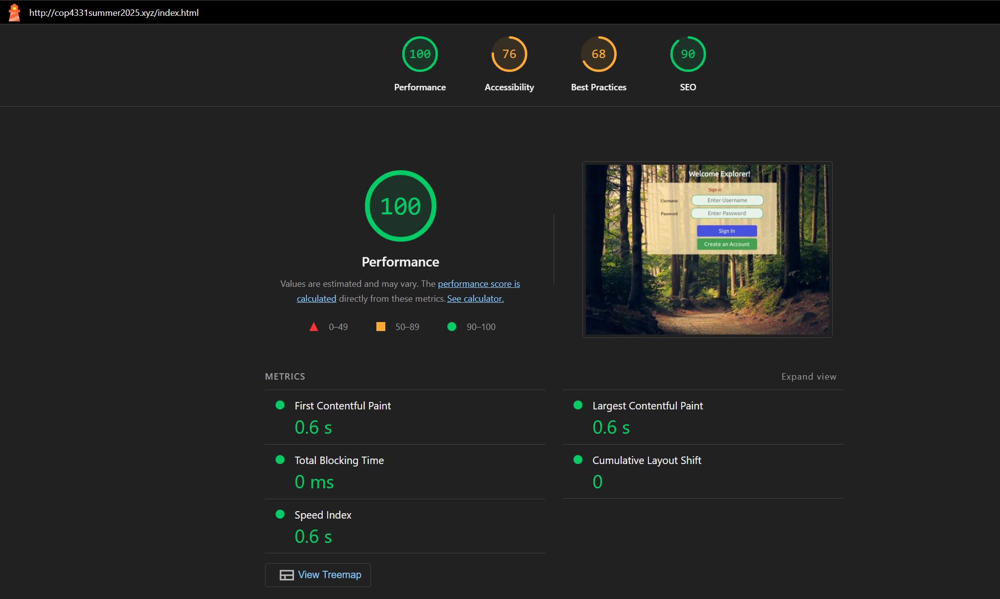 http://cop4331summer2025.xyz/index.html
100
76
68
90
Performance
Accessibility
Best Practices
SEO
100
Performance
Values are estimated and may vary. The performance score is
calculated directly from these metrics. See calculator.
0–49
50–89
90–100
Welcome Explorer!
Sign in
Username
Enter Username
Password
Enter Password
Sign In
Create an Account
METRICS
Expand view
First Contentful Paint
0.6 s
Largest Contentful Paint
0.6 s
Total Blocking Time
0 ms
Cumulative Layout Shift
0
Speed Index
0.6 s
View Treemap